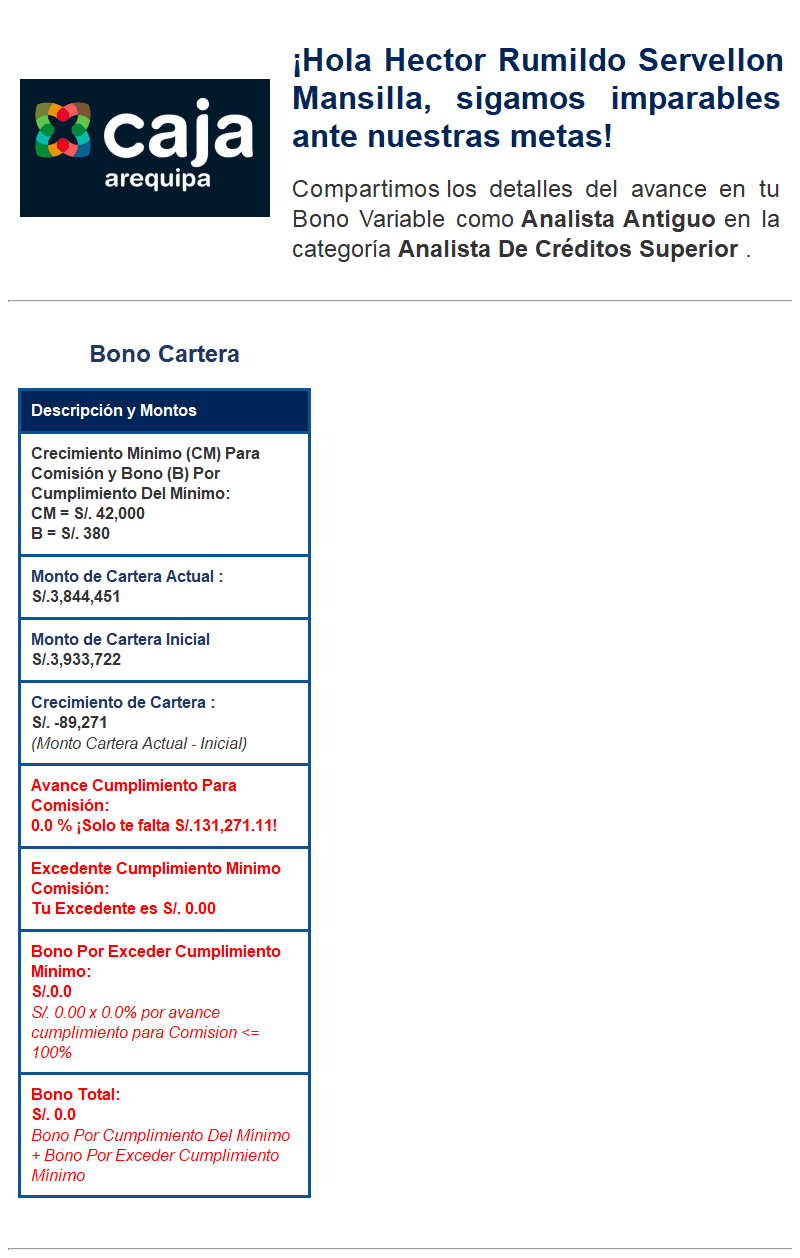 caja
arequipa
¡Hola Hector Rumildo Servellon
Mansilla, sigamos imparables
ante nuestras metas!
Compartimos los detalles del avance en tu
Bono Variable como Analista Antiguo en la
categoría Analista De Créditos Superior .
Bono Cartera
Descripción y Montos
Crecimiento Mínimo (CM) Para
Comisión y Bono (B) Por
Cumplimiento Del Mínimo:
CM = S/. 42,000
B = S/. 380
Monto de Cartera Actual :
S/.3,844,451
Monto de Cartera Inicial
S/.3,933,722
Crecimiento de Cartera :
S/. -89,271
(Monto Cartera Actual - Inicial)
Avance Cumplimiento Para
Comisión:
0.0 % ¡Solo te falta S/.131,271.11!
Excedente Cumplimiento Mínimo
Comisión:
Tu Excedente es S/. 0.00
Bono Por Exceder Cumplimiento
Mínimo:
S/.0.0
S/. 0.00 x 0.0% por avance
cumplimiento para Comision <=
100%
Bono Total:
S/. 0.0
Bono Por Cumplimiento Del Mínimo
+ Bono Por Exceder Cumplimiento
Mínimo